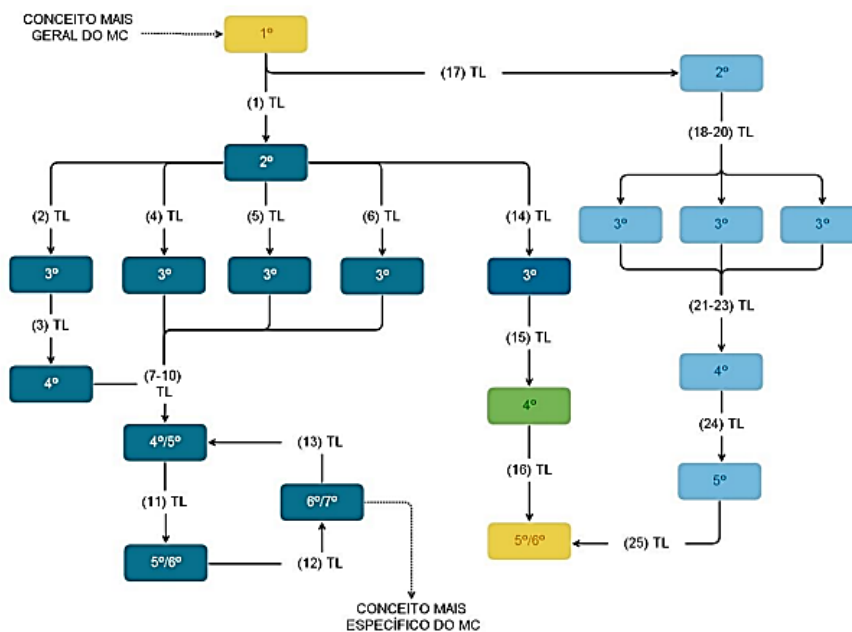 CONCEITO MAIS
GERAL DO MC
1º
(17) TL
2º
(1) TL
(18-20) TL
2º
(2) TL
(4) TL
(5) TL
(6) TL
(14) TL
3º
3º
3º
3º
3º
3º
3º
3º
(3) TL
(15) TL
(21-23) TL
4º
(7-10)
TL
4º
4º
4º/5º
(13) TL
(24) TL
(11) TL
6º/7º
(16) TL
5º
5º/6º
(12) TL
5º/6º
(25) TL
CONCEITO MAIS
ESPECÍFICO DO MC